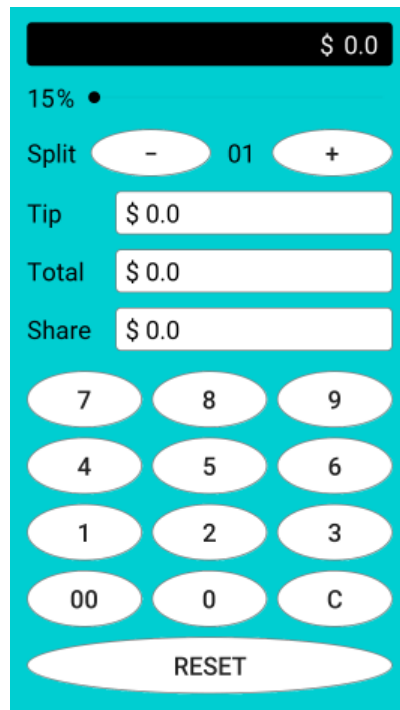 $ 0.0
15%
Split - 01 +
Tip $ 0.0
Total $ 0.0
Share $ 0.0
7 8 9
4 5 6
1 2 3
00 0 C
RESET